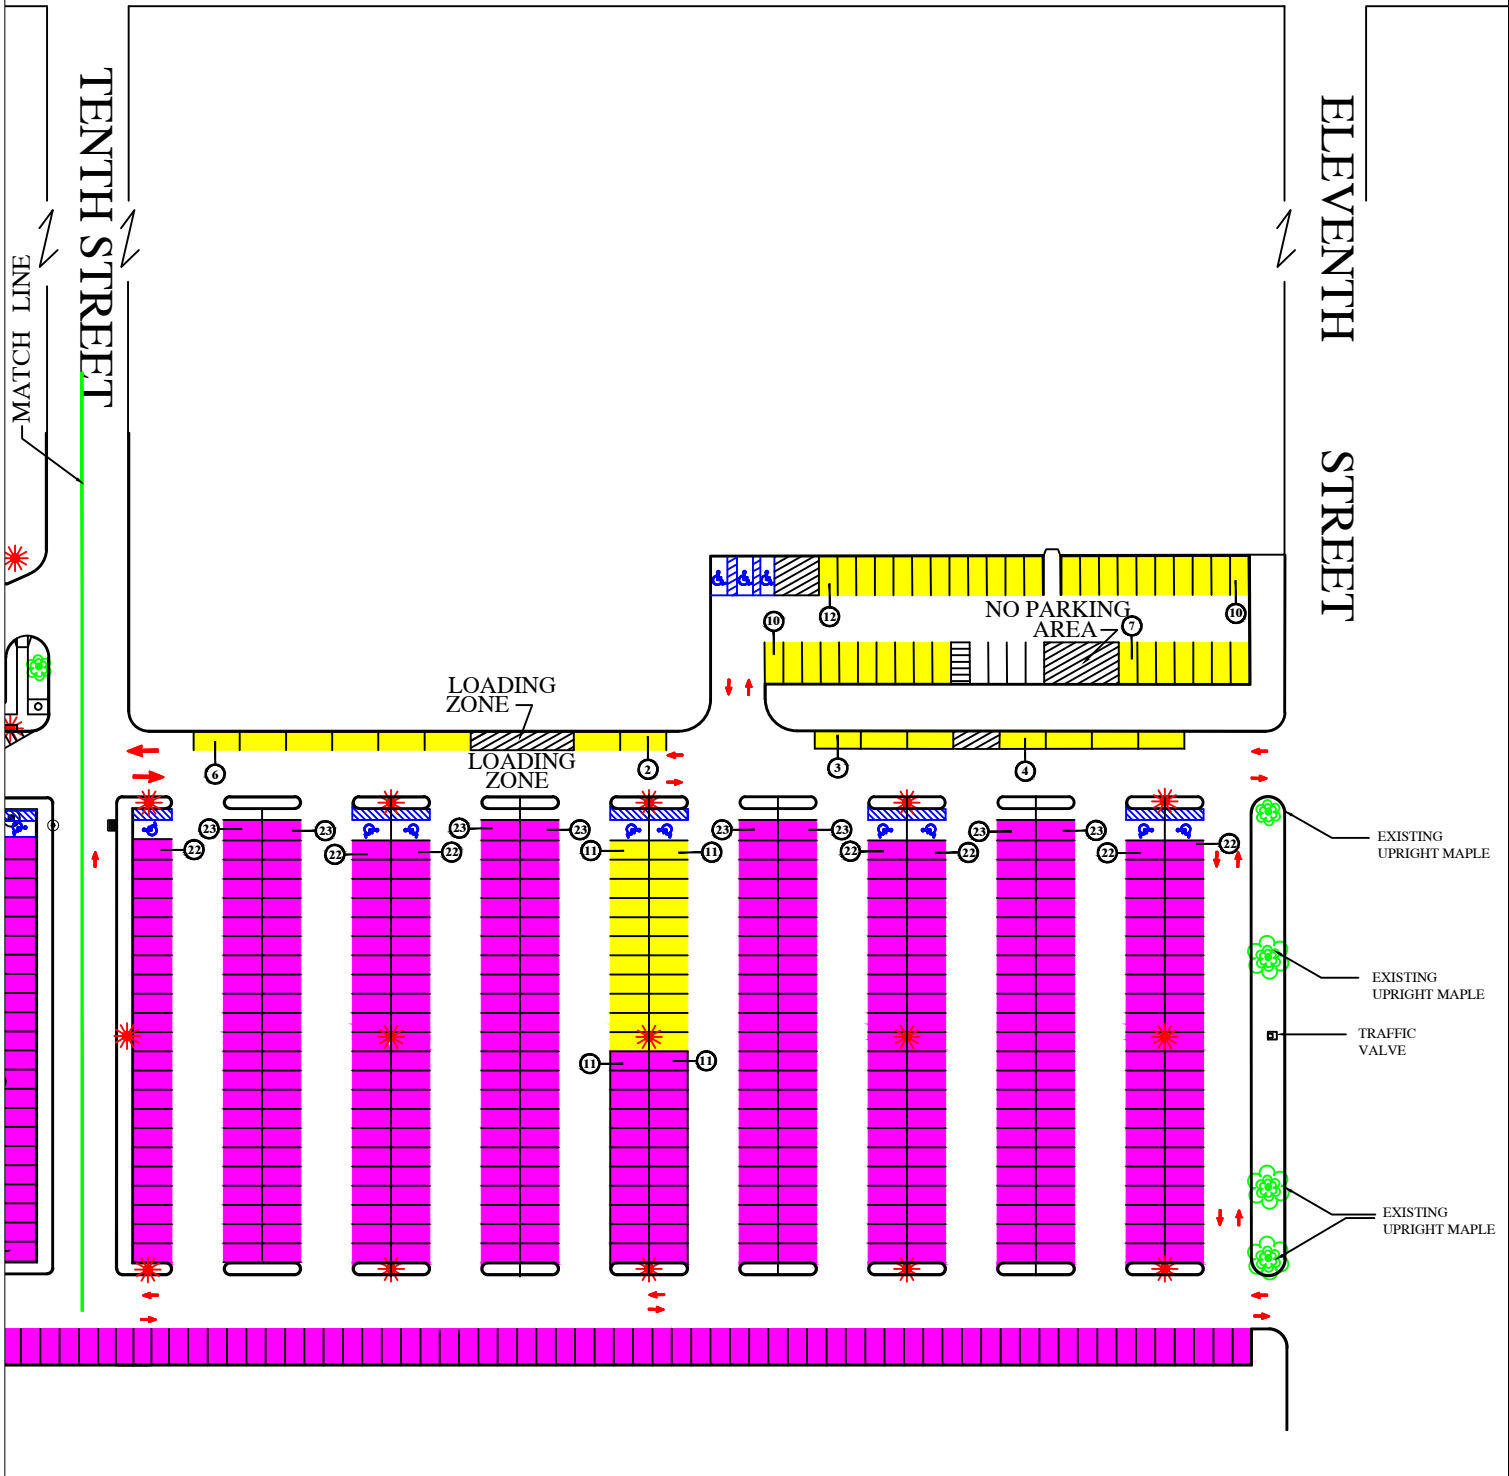 TENTH STREET
ELEVENTH STREET
MATCH LINE
NO PARKING
AREA
10
12
7
10
LOADING
ZONE
LOADING
ZONE
6
2
3
4
23
23
23
23
23
23
23
23
22
22
22
11
11
22
22
22
22
11
11
EXISTING
UPRIGHT MAPLE
EXISTING
UPRIGHT MAPLE
TRAFFIC
VALVE
EXISTING
UPRIGHT MAPLE